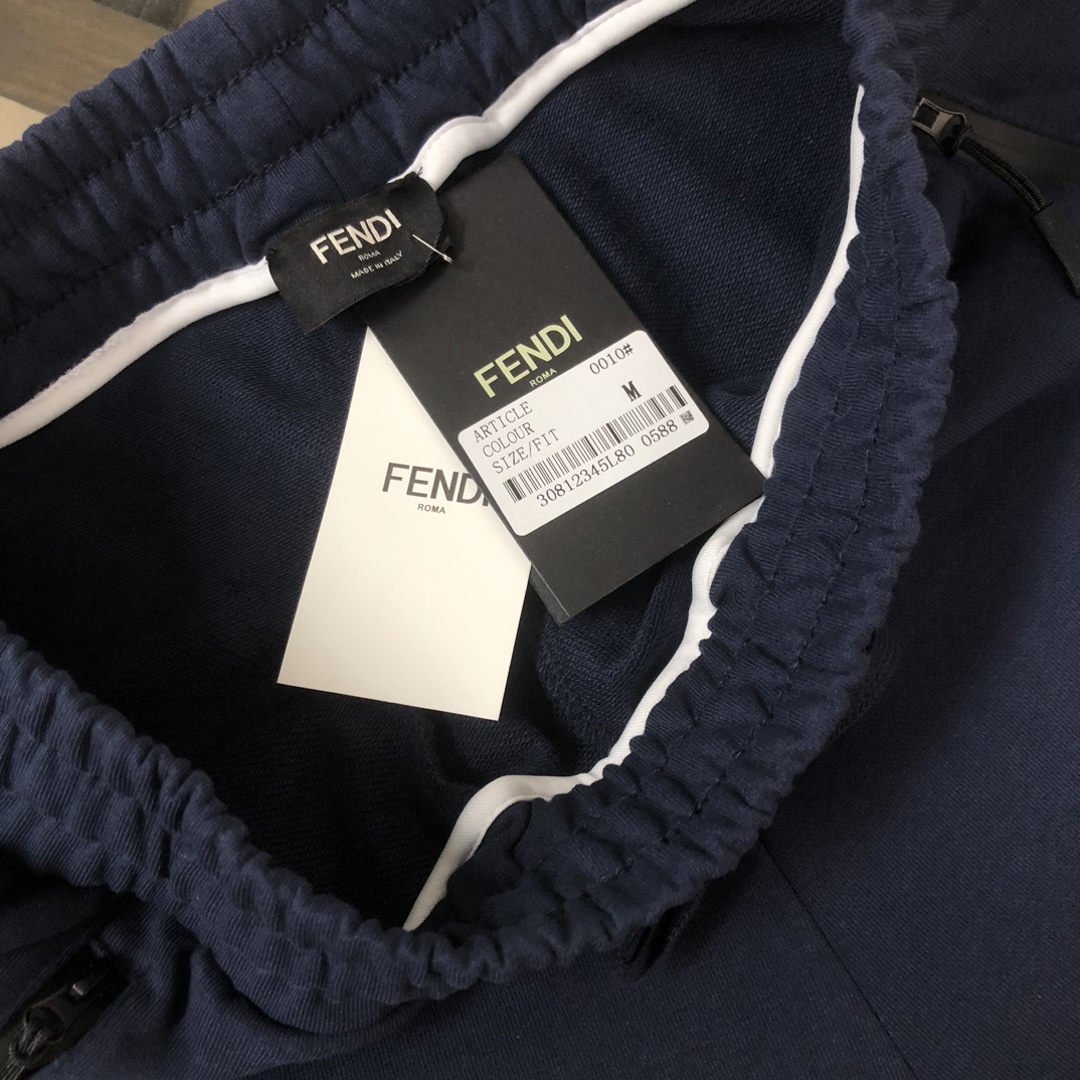 FENDI
ROMA
MADE IN ITALY
FENDI
ROMA
0010#
ARTICLE
COLOUR
SIZE/FIT
M
30812345L80 0588
FENDI
ROMA